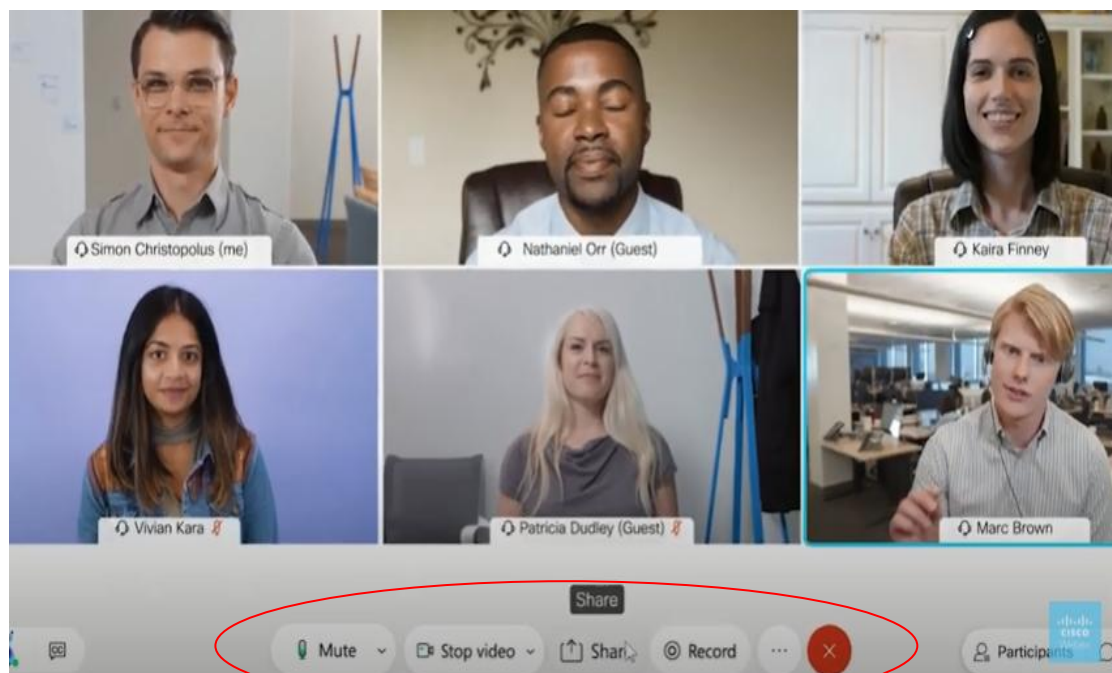 Simon Christopolus (me)
Nathaniel Orr (Guest)
Kaira Finney
Vivian Kara
Patricia Dudley (Guest)
Marc Brown
Share
CC
Mute
Stop video
Share
Record
...
Participants
CISCO